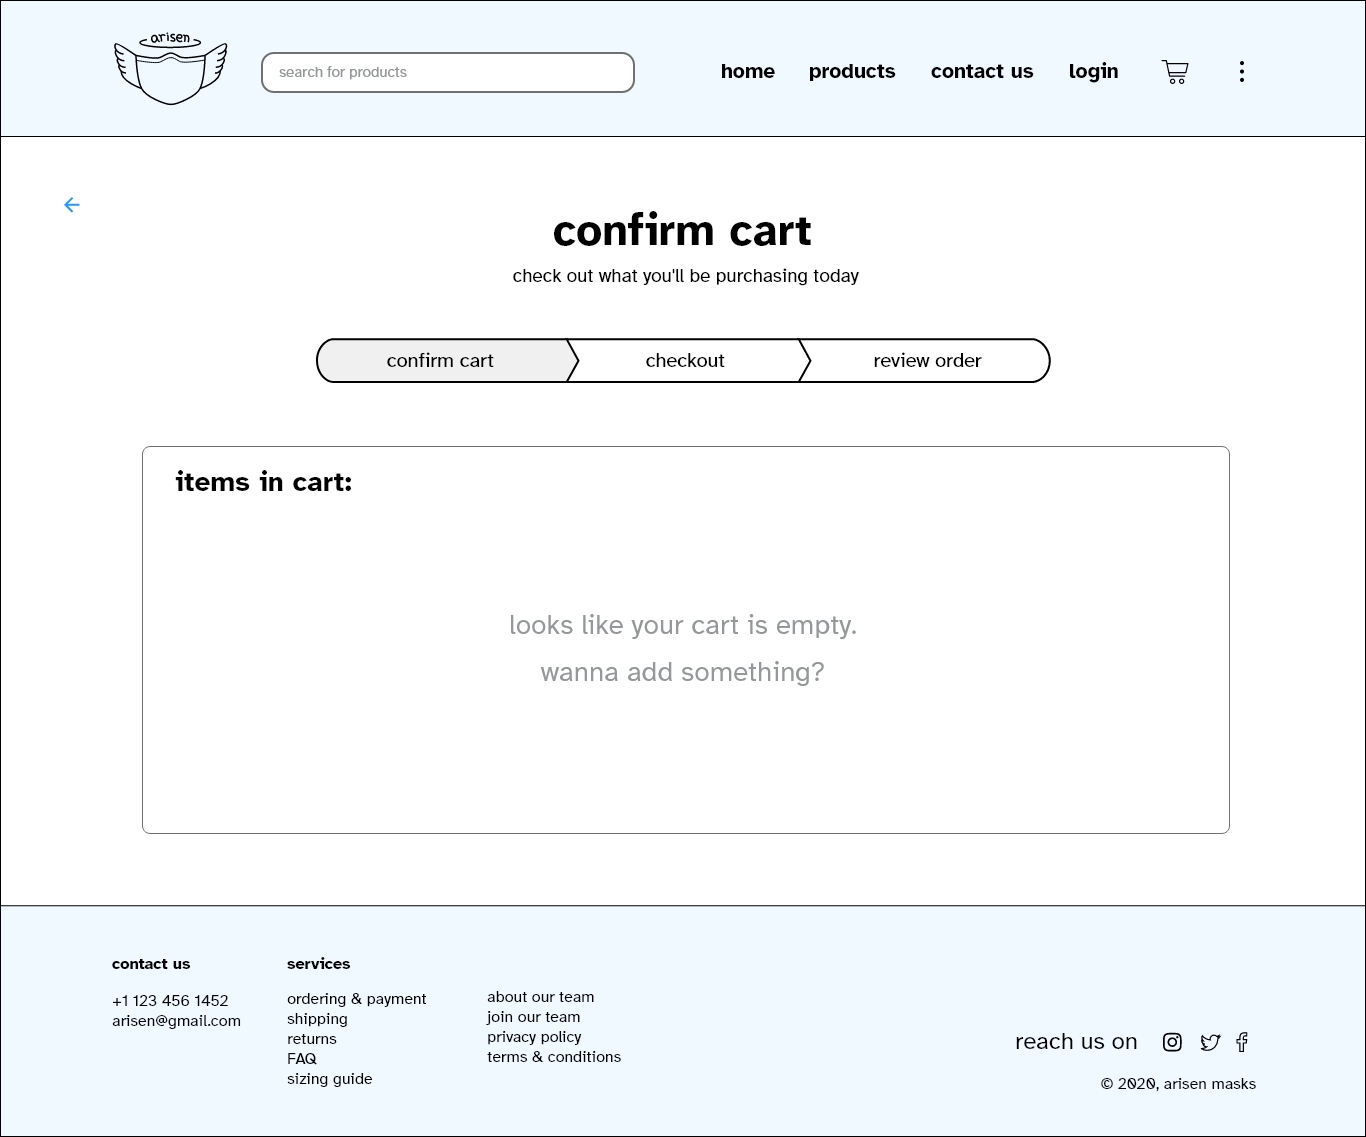 arisen
search for products
home
products
contact us
login
confirm cart
check out what you'll be purchasing today
confirm cart
checkout
review order
items in cart:
looks like your cart is empty.
wanna add something?
contact us
+1 123 456 1452
arisen@gmail.com
services
ordering & payment
shipping
returns
FAQ
sizing guide
about our team
join our team
privacy policy
terms & conditions
reach us on
© 2020, arisen masks